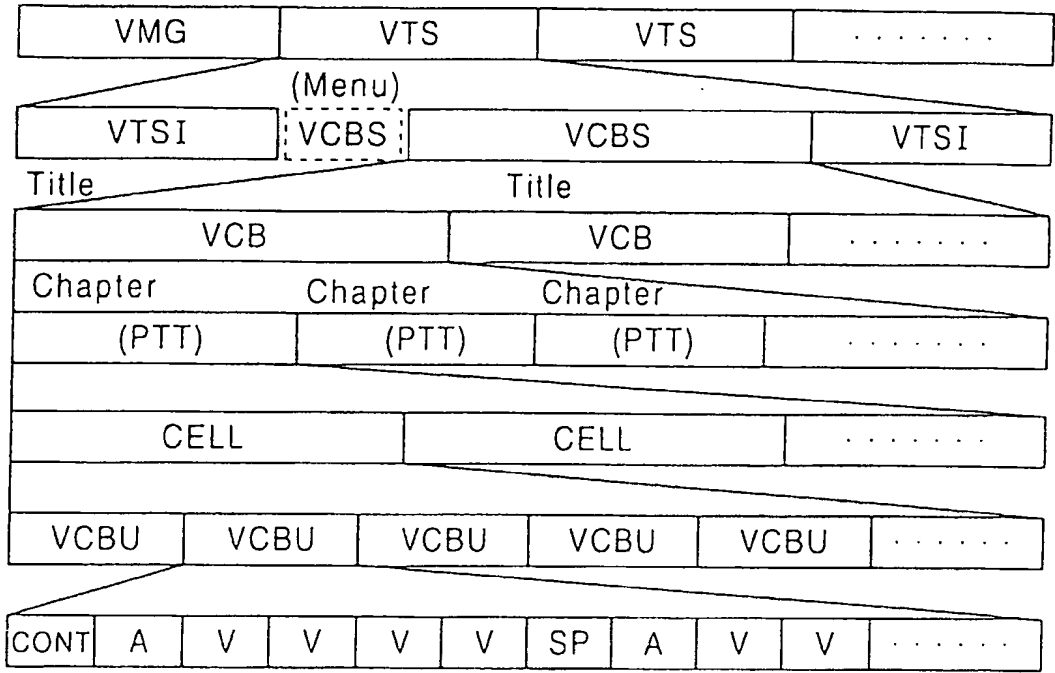 VMG VTS VTS .......
(Menu)
VTSI VCBS VCBS VTSI
Title Title
VCB VCB .......
Chapter Chapter Chapter
(PTT) (PTT) (PTT) .......
CELL CELL .......
VCBU VCBU VCBU VCBU VCBU ......
CONT A V V V V SP A V V ......